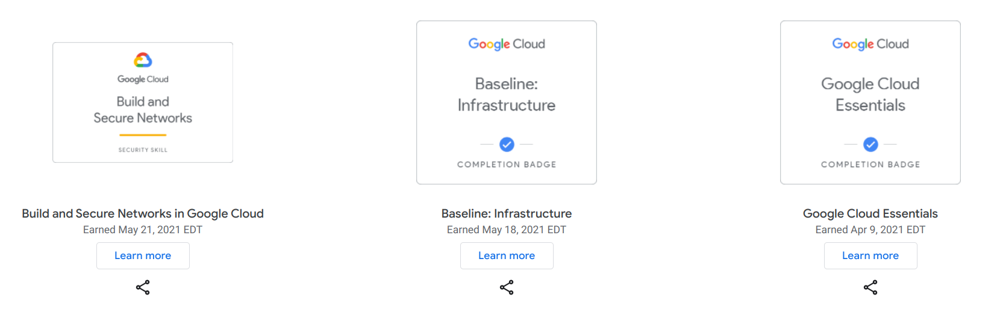 Google Cloud
Build and
Secure Networks
SECURITY SKILL
Build and Secure Networks in Google Cloud
Earned May 21, 2021 EDT
Learn more
Google Cloud
Baseline:
Infrastructure
COMPLETION BADGE
Baseline: Infrastructure
Earned May 18, 2021 EDT
Learn more
Google Cloud
Google Cloud
Essentials
COMPLETION BADGE
Google Cloud Essentials
Earned Apr 9, 2021 EDT
Learn more